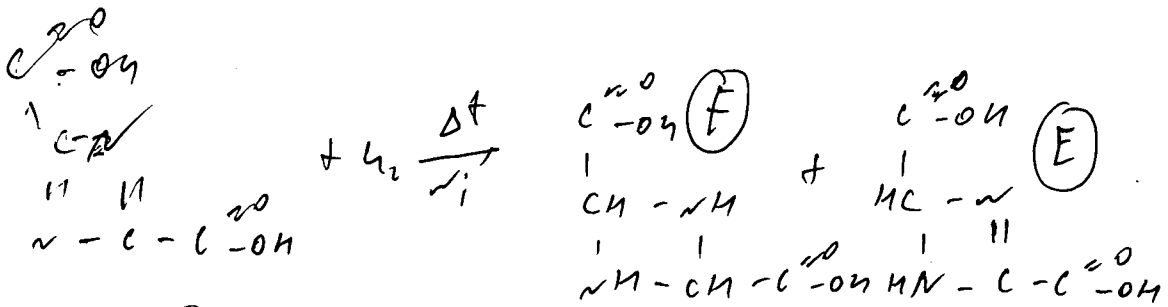 C=O -OH C=O -OH (F) C=O -OH (E)
C-N + H₂ Δt / Ni CH - NH + HC - N
N - C - C=O -OH NH - CH - C=O -OH HN - C - C=O -OH